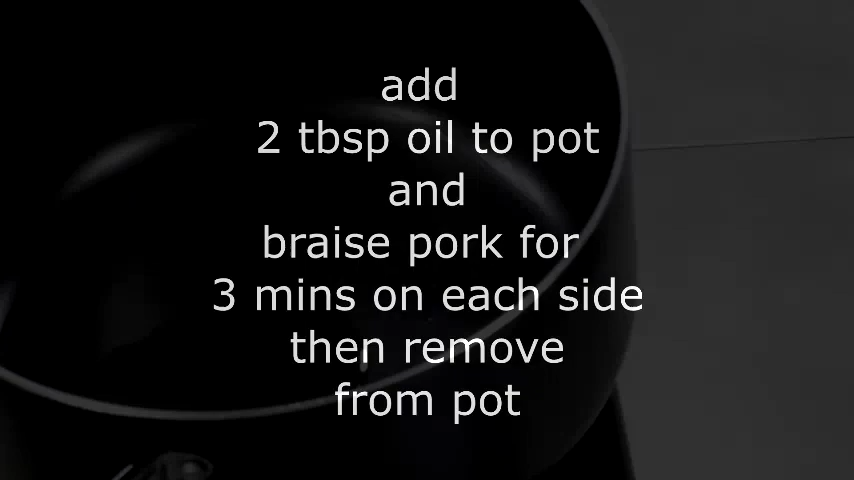 add
2 tbsp oil to pot
and
braise pork for
3 mins on each side
then remove
from pot